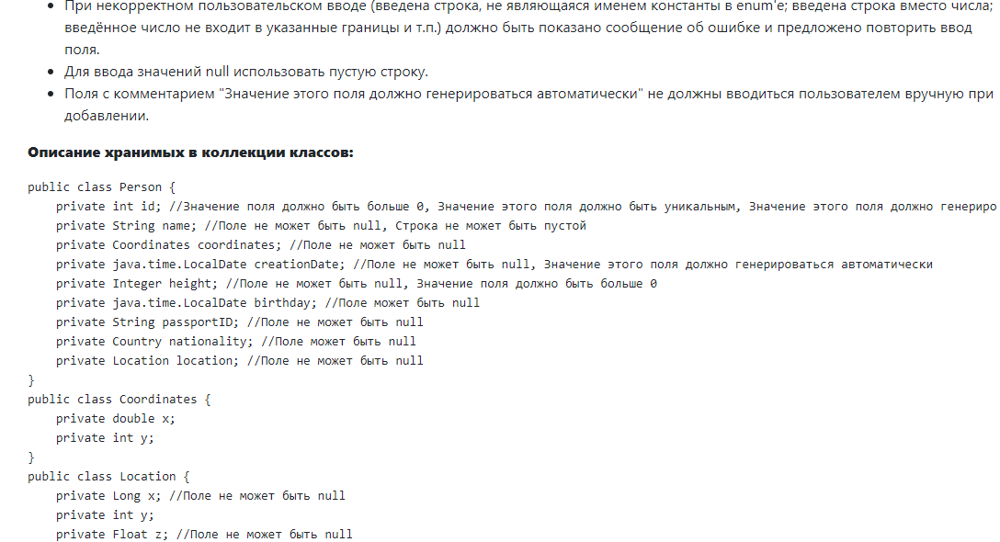 При некорректном пользовательском вводе (введена строка, не являющаяся именем константы в enum'е; введена строка вместо числа;
введённое число не входит в указанные границы и т.п.) должно быть показано сообщение об ошибке и предложено повторить ввод
поля.
Для ввода значений null использовать пустую строку.
Поля с комментарием "Значение этого поля должно генерироваться автоматически" не должны вводиться пользователем вручную при
добавлении.
Описание хранимых в коллекции классов:
public class Person {
    private int id; //Значение поля должно быть больше 0, Значение этого поля должно быть уникальным, Значение этого поля должно генериро
    private String name; //Поле не может быть null, Строка не может быть пустой
    private Coordinates coordinates; //Поле не может быть null
    private java.time.LocalDate creationDate; //Поле не может быть null, Значение этого поля должно генерироваться автоматически
    private Integer height; //Поле не может быть null, Значение поля должно быть больше 0
    private java.time.LocalDate birthday; //Поле может быть null
    private String passportID; //Поле не может быть null
    private Country nationality; //Поле может быть null
    private Location location; //Поле не может быть null
}
public class Coordinates {
    private double x;
    private int y;
}
public class Location {
    private Long x; //Поле не может быть null
    private int y;
    private Float z; //Поле не может быть null